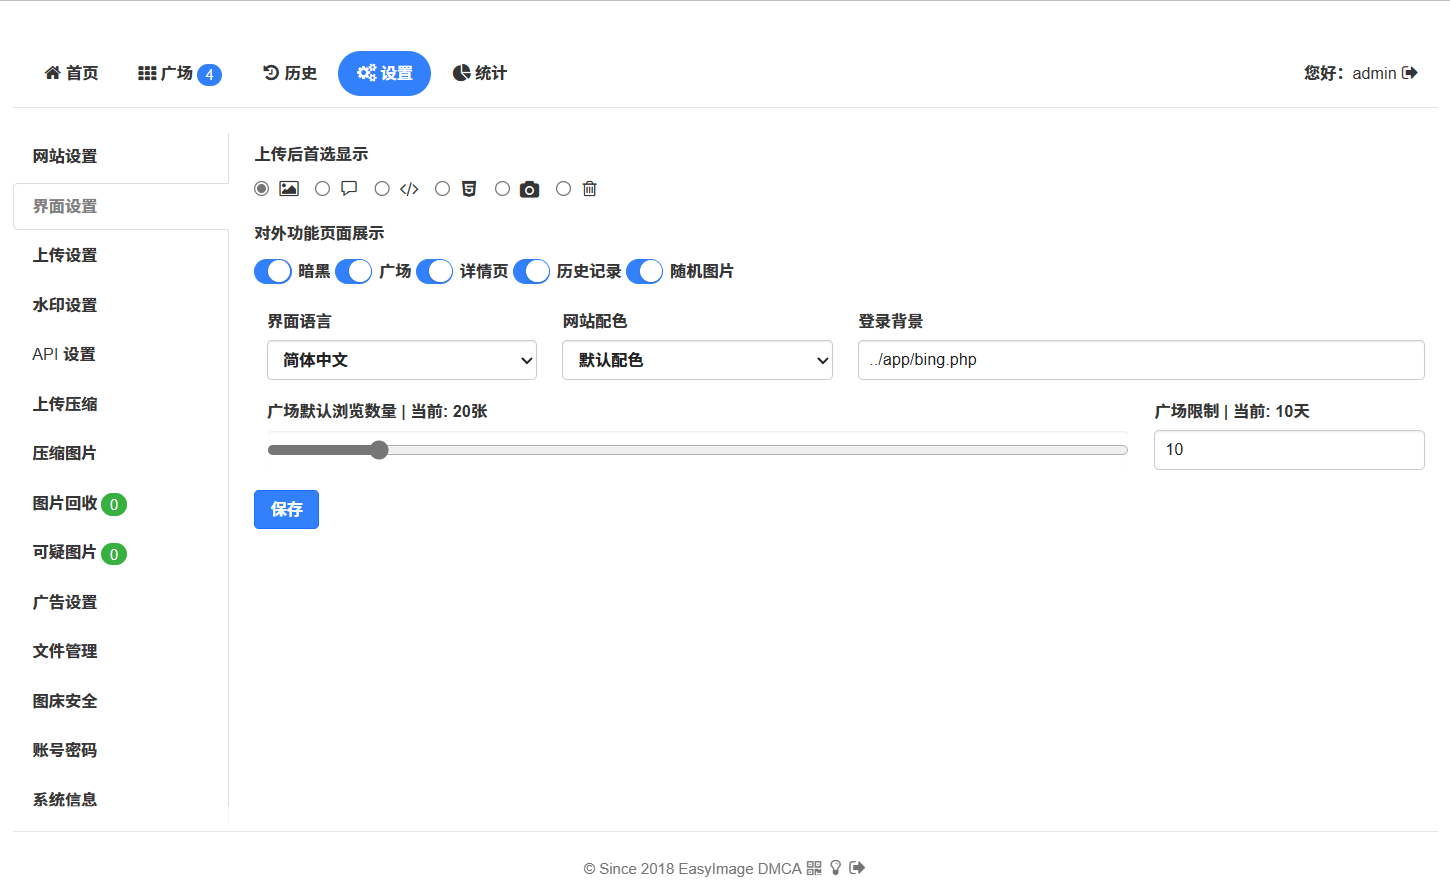 首页 广场 4 历史 设置 统计 您好：admin
网站设置
界面设置
上传设置
水印设置
API 设置
上传压缩
压缩图片
图片回收 0
可疑图片 0
广告设置
文件管理
图床安全
账号密码
系统信息
上传后首选显示
对外功能页面展示
暗黑 广场 详情页 历史记录 随机图片
界面语言 网站配色 登录背景
简体中文 默认配色 ../app/bing.php
广场默认浏览数量 | 当前: 20张 广场限制 | 当前: 10天
10
保存
© Since 2018 EasyImage DMCA